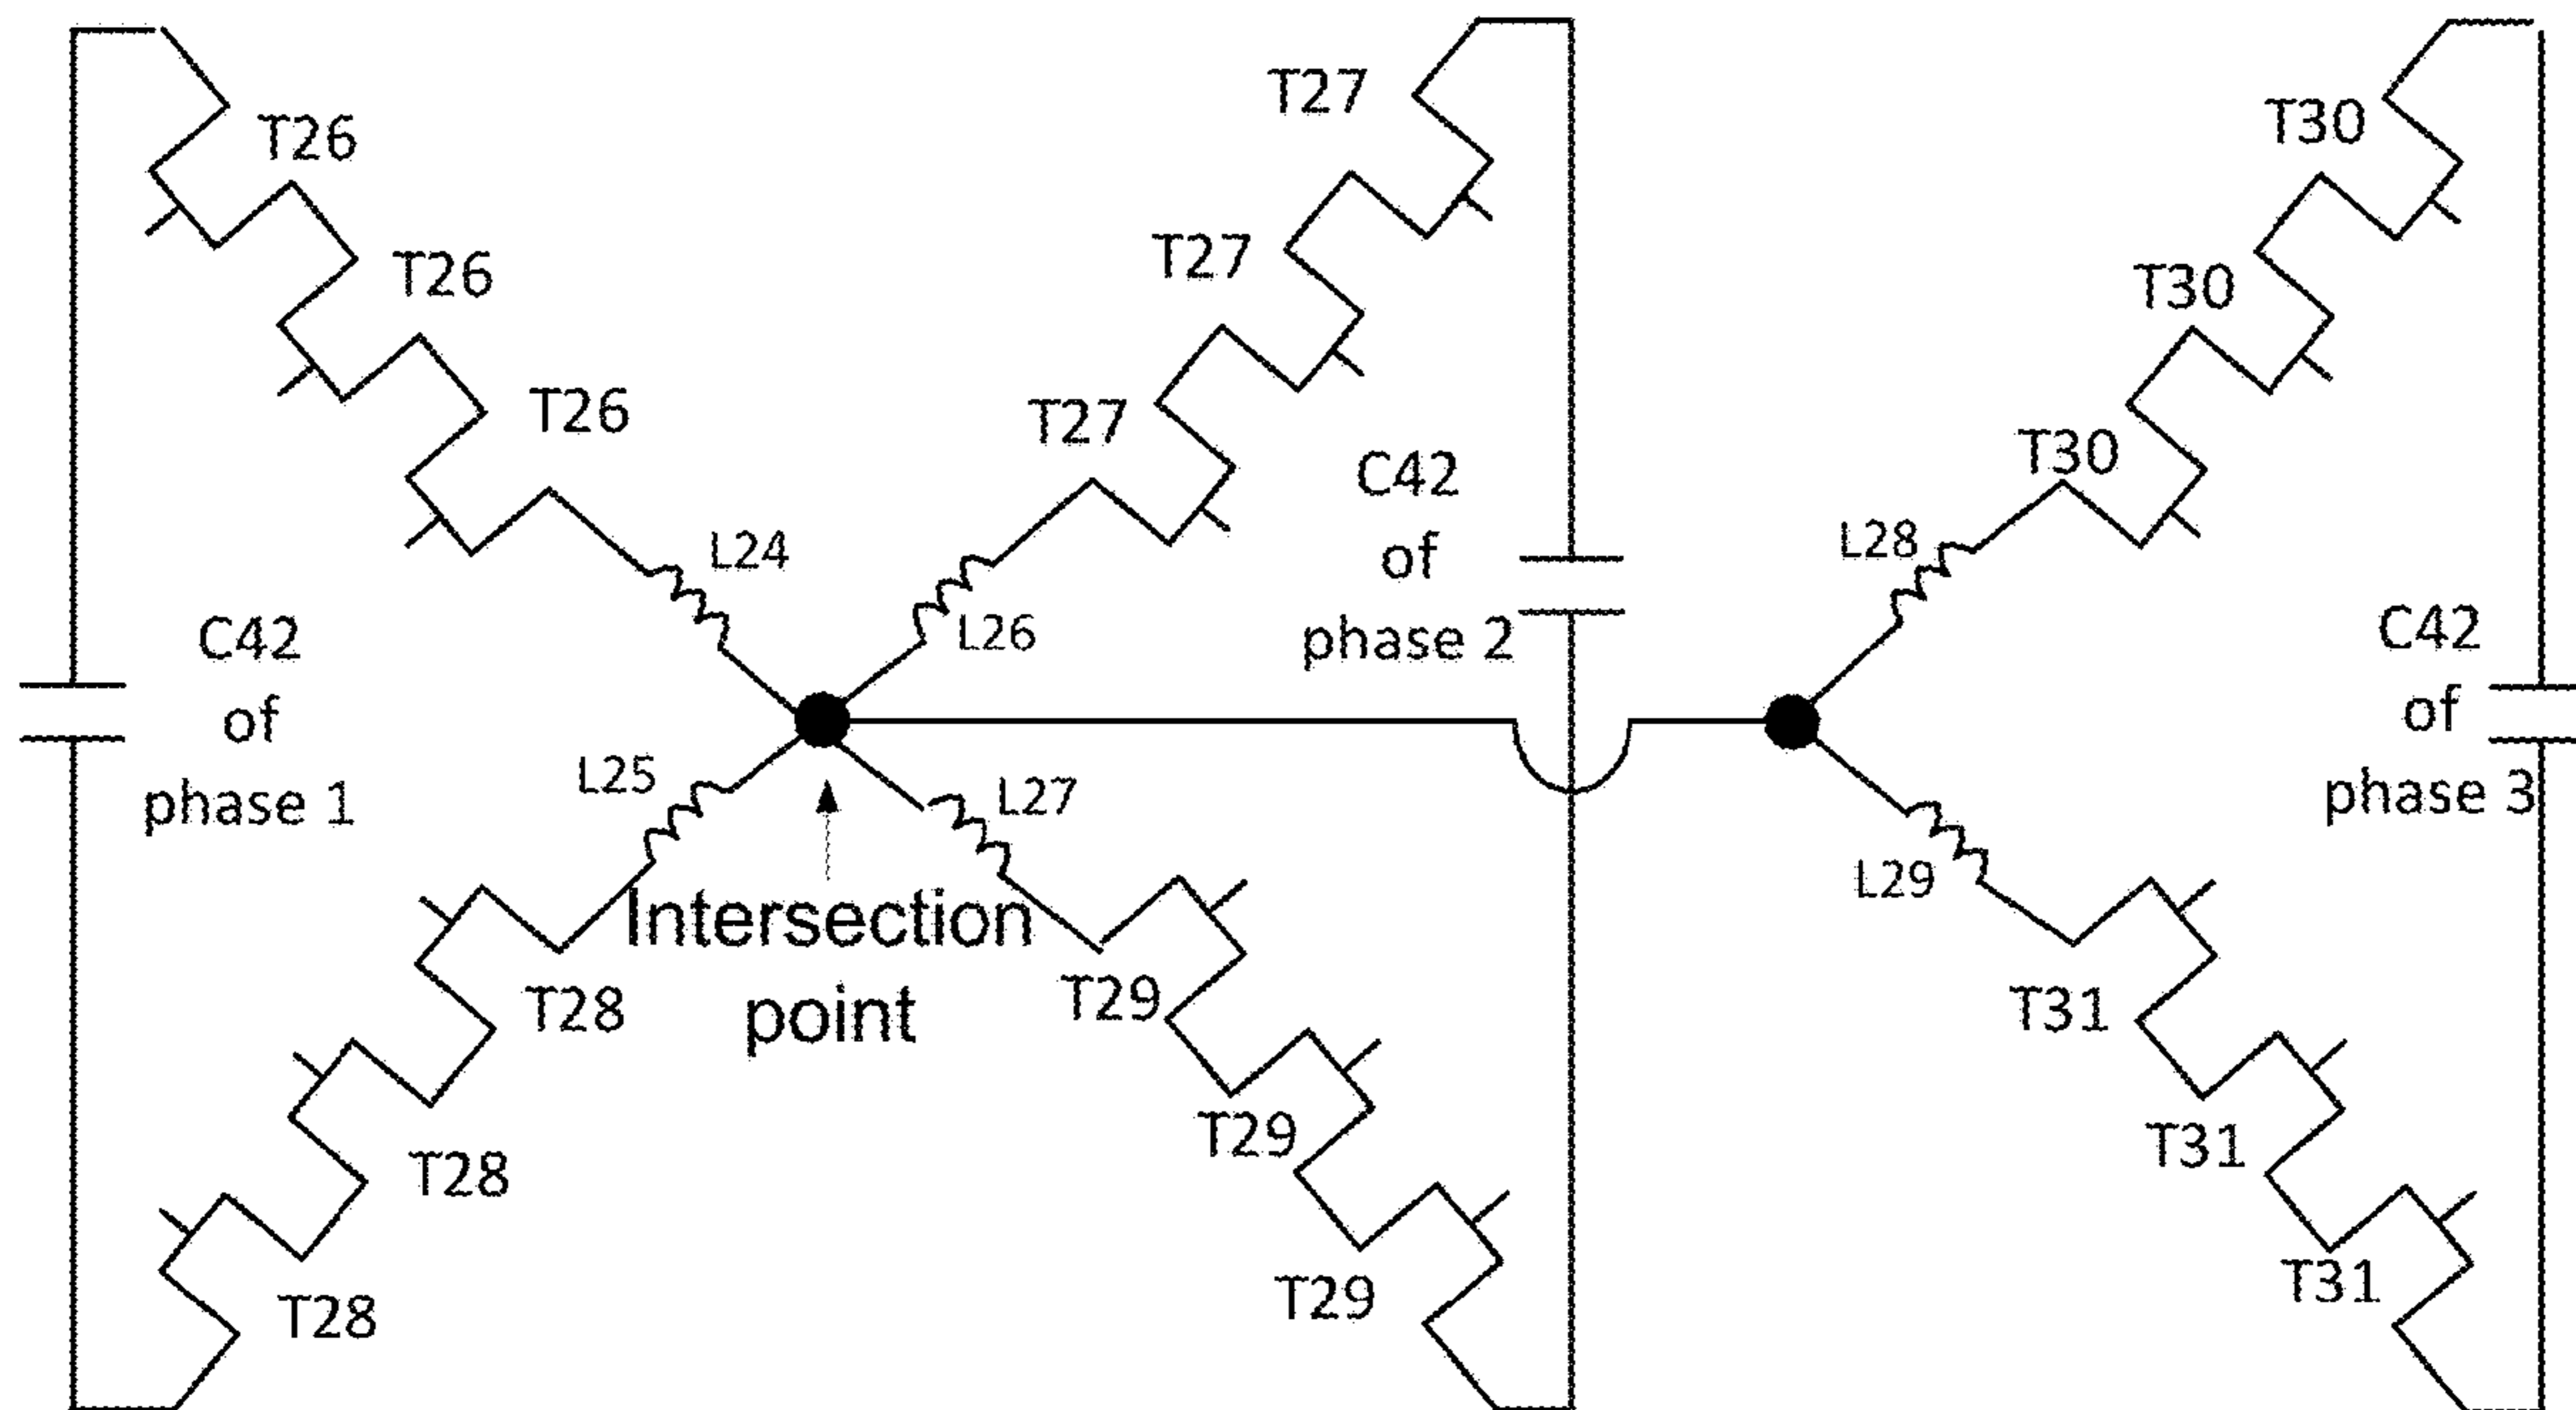 T26
T26
T26
T27
T27
T27
T30
T30
T30
L24
L26
L28
C42
of
phase 1
C42
of
phase 2
C42
of
phase 3
L25
L27
L29
Intersection
point
T28
T28
T28
T29
T29
T29
T31
T31
T31